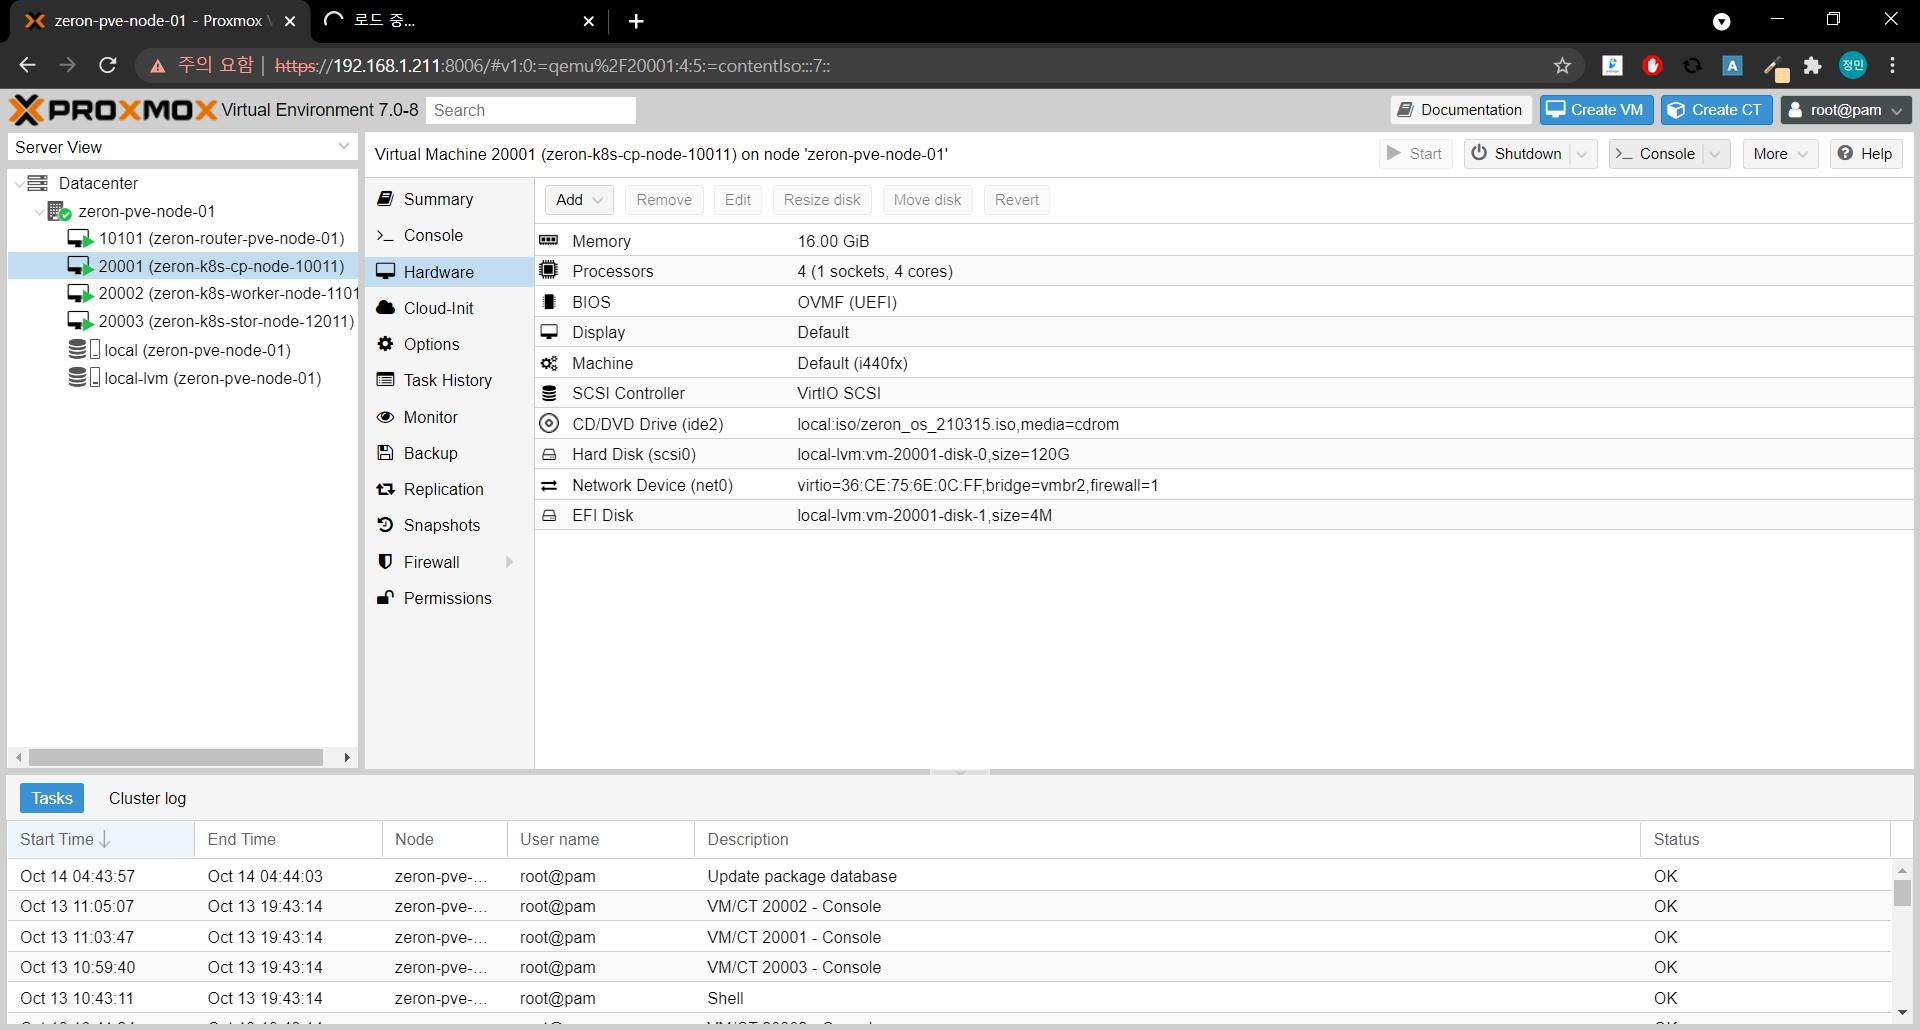 zeron-pve-node-01 - Proxmox V
로드 중...
주의 요함 | https://192.168.1.211:8006/#v1:0:=qemu%2F20001:4:5:=contentIso:::7::
A
정민
PROXMOX Virtual Environment 7.0-8
Search
Documentation
Create VM
Create CT
root@pam
Server View
Virtual Machine 20001 (zeron-k8s-cp-node-10011) on node 'zeron-pve-node-01'
Start
Shutdown
Console
More
Help
Datacenter
zeron-pve-node-01
10101 (zeron-router-pve-node-01)
20001 (zeron-k8s-cp-node-10011)
20002 (zeron-k8s-worker-node-1101
20003 (zeron-k8s-stor-node-12011)
local (zeron-pve-node-01)
local-lvm (zeron-pve-node-01)
Summary
Console
Hardware
Cloud-Init
Options
Task History
Monitor
Backup
Replication
Snapshots
Firewall
Permissions
Add
Remove
Edit
Resize disk
Move disk
Revert
Memory 16.00 GiB
Processors 4 (1 sockets, 4 cores)
BIOS OVMF (UEFI)
Display Default
Machine Default (i440fx)
SCSI Controller VirtIO SCSI
CD/DVD Drive (ide2) local:iso/zeron_os_210315.iso,media=cdrom
Hard Disk (scsi0) local-lvm:vm-20001-disk-0,size=120G
Network Device (net0) virtio=36:CE:75:6E:0C:FF,bridge=vmbr2,firewall=1
EFI Disk local-lvm:vm-20001-disk-1,size=4M
Tasks
Cluster log
Start Time End Time Node User name Description Status
Oct 14 04:43:57 Oct 14 04:44:03 zeron-pve-... root@pam Update package database OK
Oct 13 11:05:07 Oct 13 19:43:14 zeron-pve-... root@pam VM/CT 20002 - Console OK
Oct 13 11:03:47 Oct 13 19:43:14 zeron-pve-... root@pam VM/CT 20001 - Console OK
Oct 13 10:59:40 Oct 13 19:43:14 zeron-pve-... root@pam VM/CT 20003 - Console OK
Oct 13 10:43:11 Oct 13 19:43:14 zeron-pve-... root@pam Shell OK